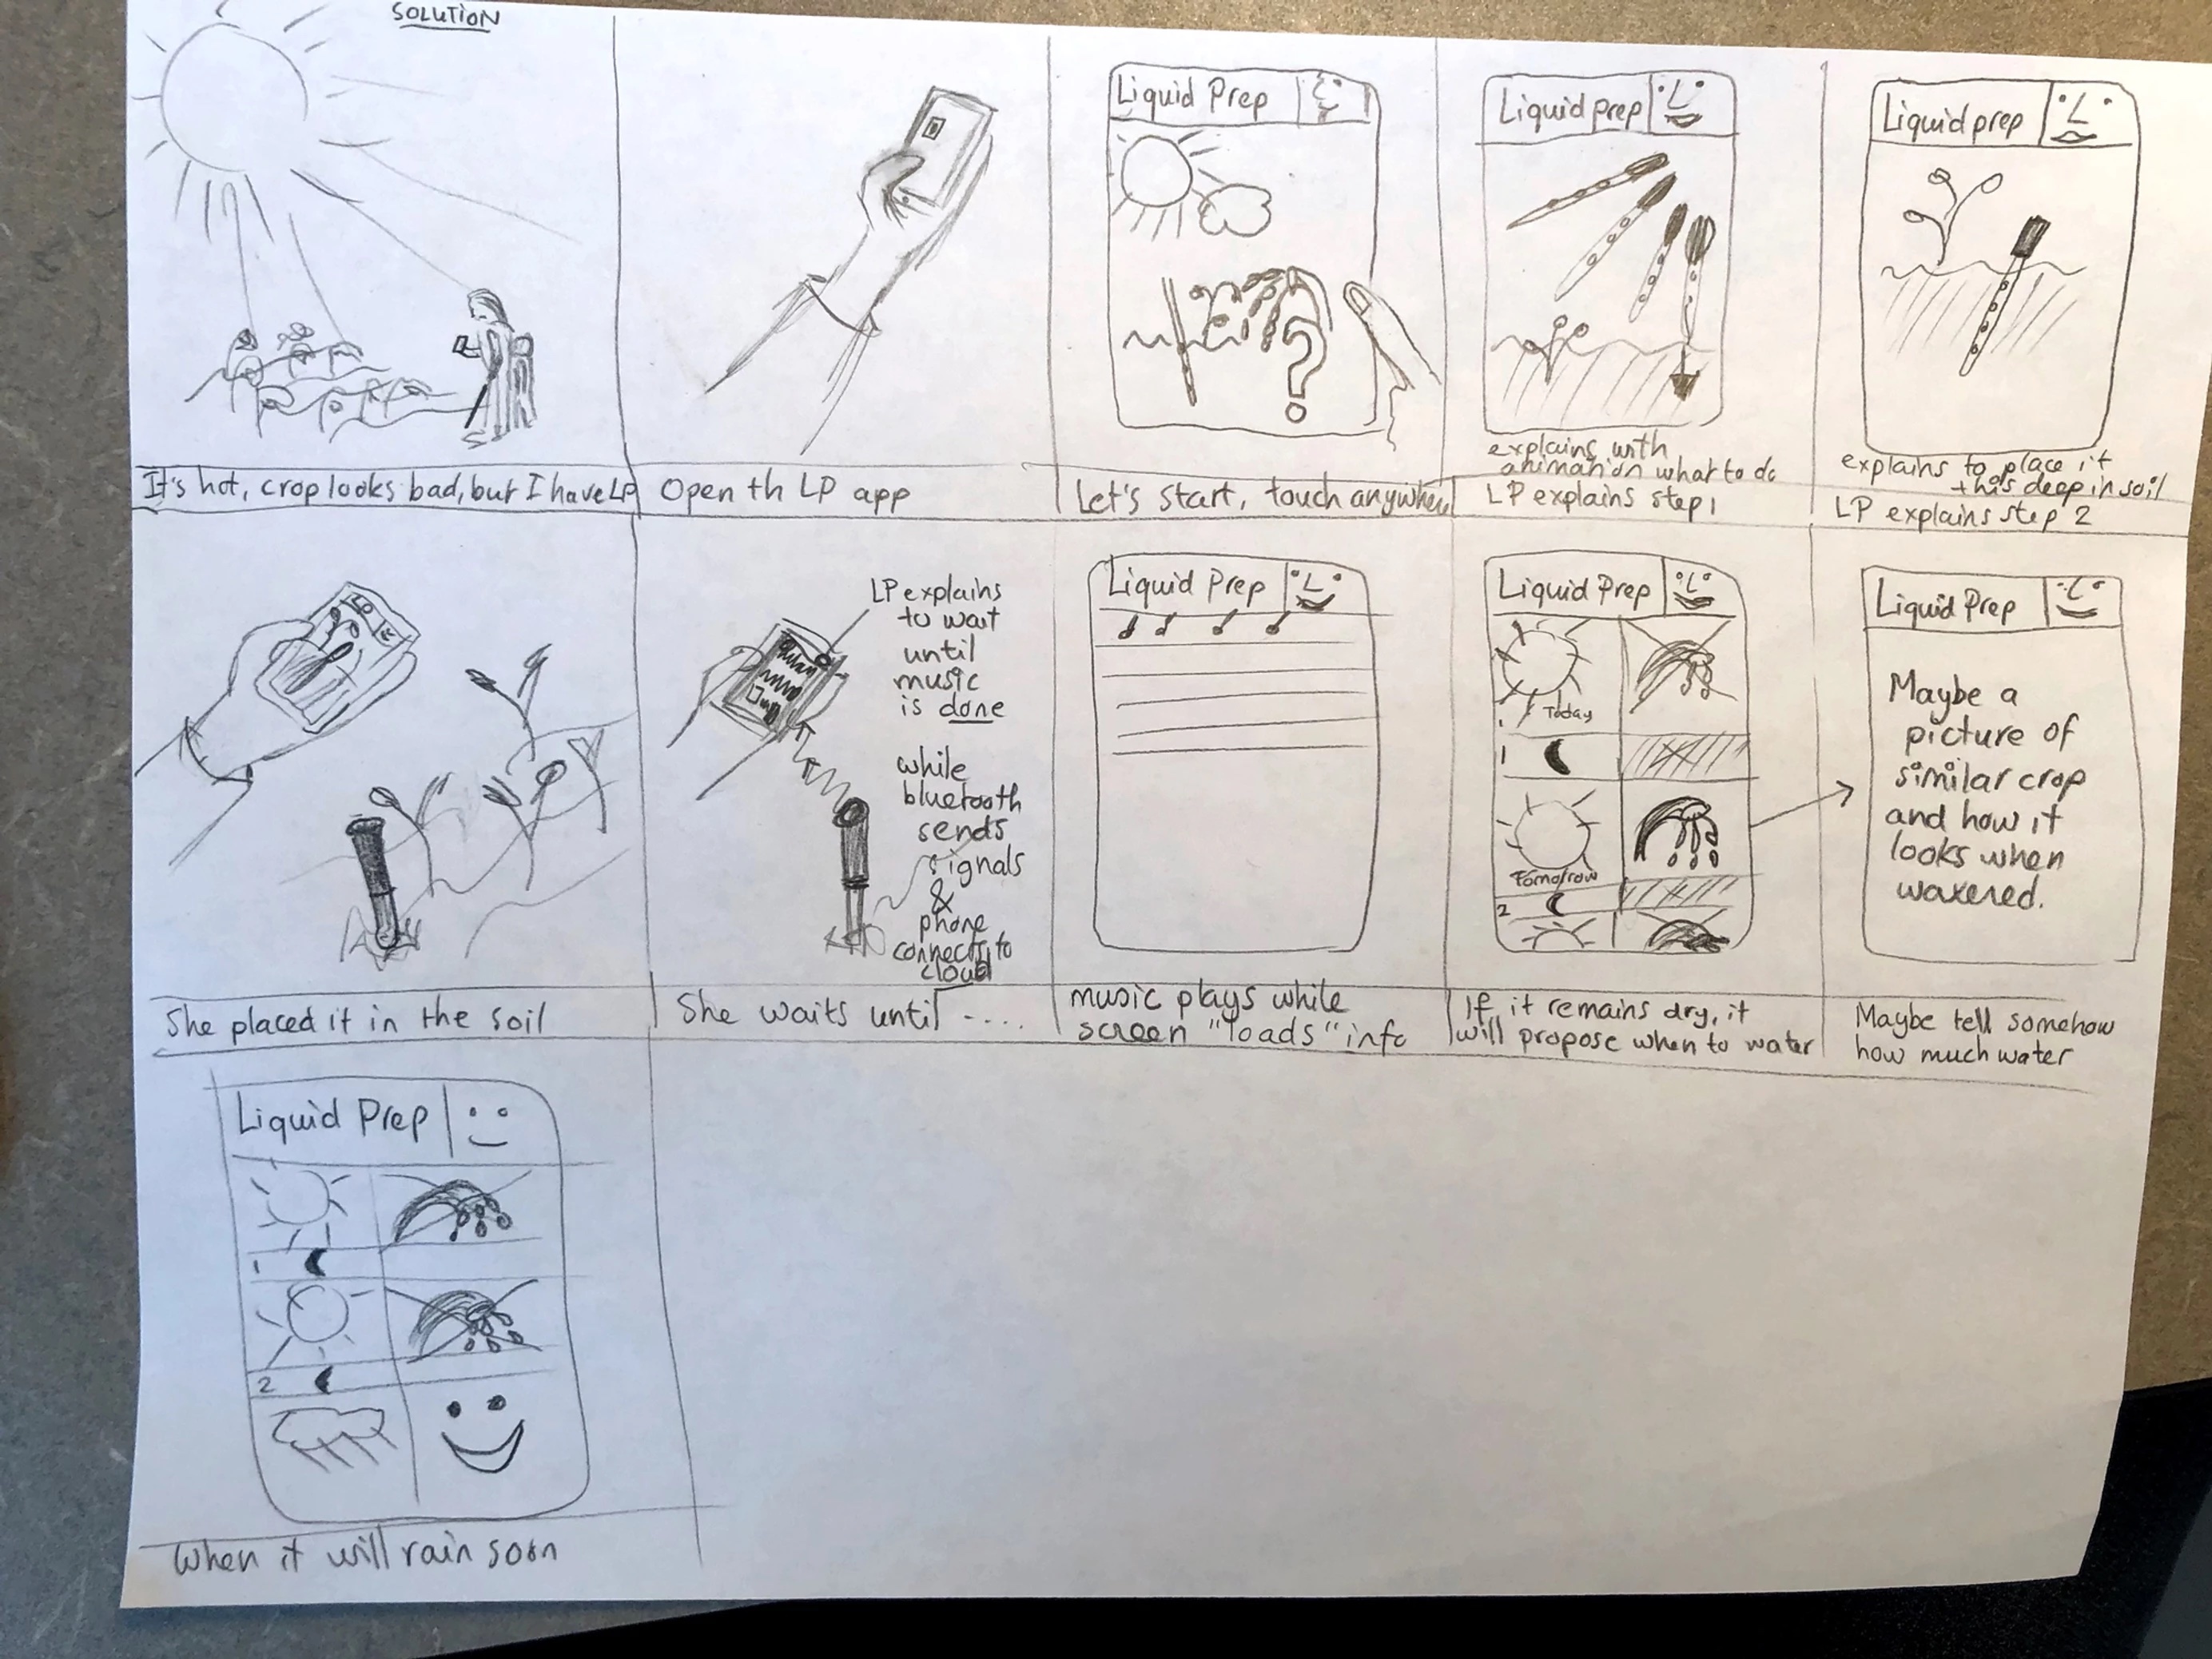 SOLUTION
It's hot, crop looks bad, but I have LP
Open th LP app
Liquid Prep
?
Let's start, touch anywhere
Liquid prep
explains with
animation what to do
LP explains step 1
Liquid prep
explains to place it
this deep in soil
LP explains step 2
She placed it in the soil
LP explains
to wait
until
music
is done
while
bluetooth
sends
signals
&
phone
connects to
cloud
She waits until ....
Liquid Prep
music plays while
screen "loads" info
Liquid Prep
Today
1
Tomorrow
2
If it remains dry, it
will propose when to water
Liquid Prep
Maybe a
picture of
similar crop
and how it
looks when
waxered.
Maybe tell somehow
how much water
Liquid Prep
1
2
When it will rain soon